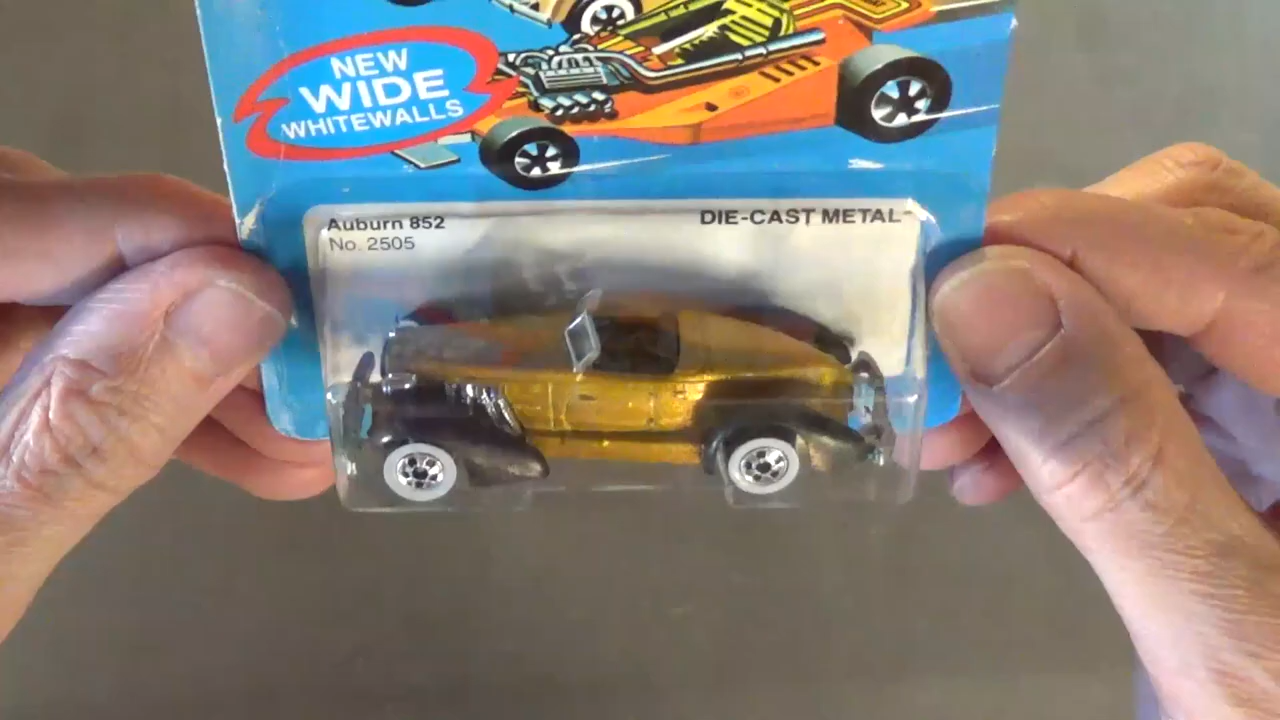 NEW
WIDE
WHITEWALLS
Auburn 852
No. 2505
DIE-CAST METAL